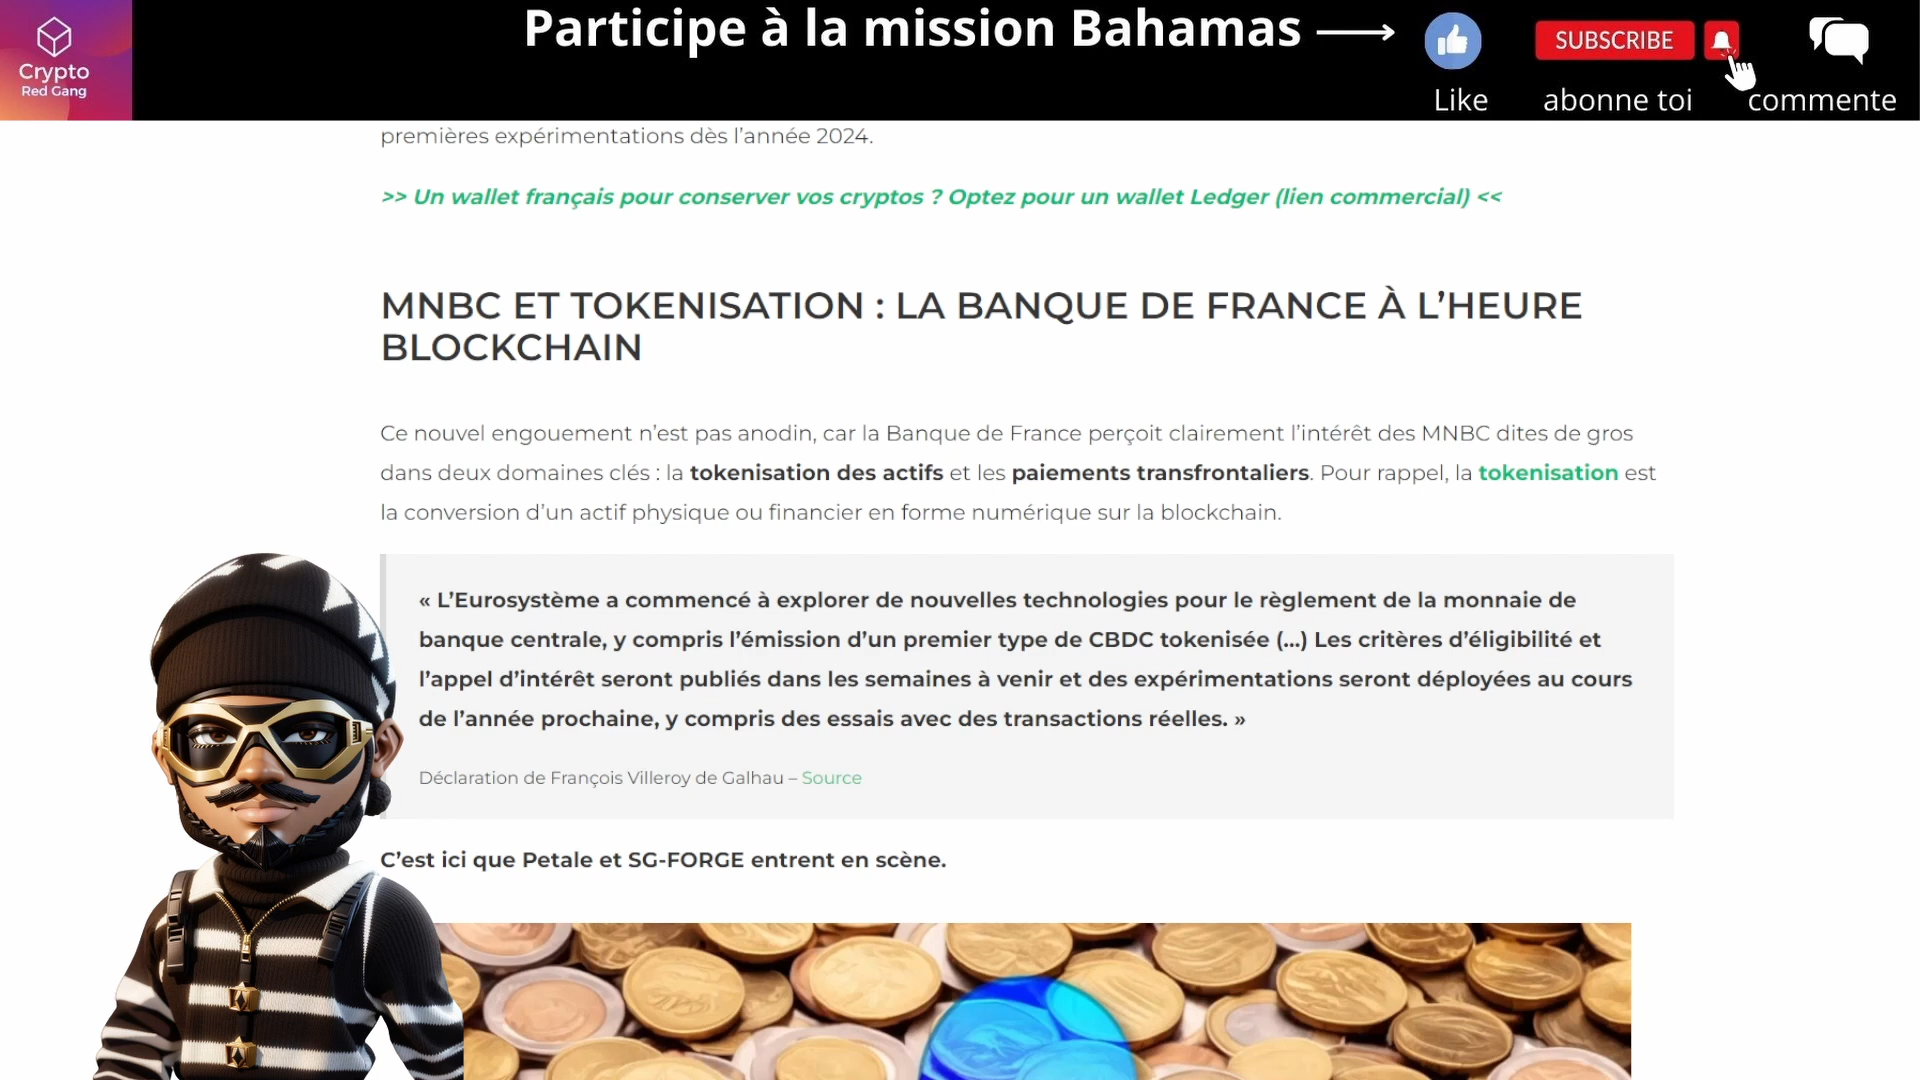 Participe à la mission Bahamas
SUBSCRIBE
Crypto
Red Gang
Like
abonne toi
commente
premières expérimentations dès l’année 2024.
>> Un wallet français pour conserver vos cryptos ? Optez pour un wallet Ledger (lien commercial) <<
MNBC ET TOKENISATION : LA BANQUE DE FRANCE À L’HEURE
BLOCKCHAIN
Ce nouvel engouement n’est pas anodin, car la Banque de France perçoit clairement l’intérêt des MNBC dites de gros
dans deux domaines clés : la tokenisation des actifs et les paiements transfrontaliers. Pour rappel, la tokenisation est
la conversion d’un actif physique ou financier en forme numérique sur la blockchain.
« L’Eurosystème a commencé à explorer de nouvelles technologies pour le règlement de la monnaie de
banque centrale, y compris l’émission d’un premier type de CBDC tokenisée (…) Les critères d’éligibilité et
l’appel d’intérêt seront publiés dans les semaines à venir et des expérimentations seront déployées au cours
de l’année prochaine, y compris des essais avec des transactions réelles. »
Déclaration de François Villeroy de Galhau – Source
C’est ici que Petale et SG-FORGE entrent en scène.